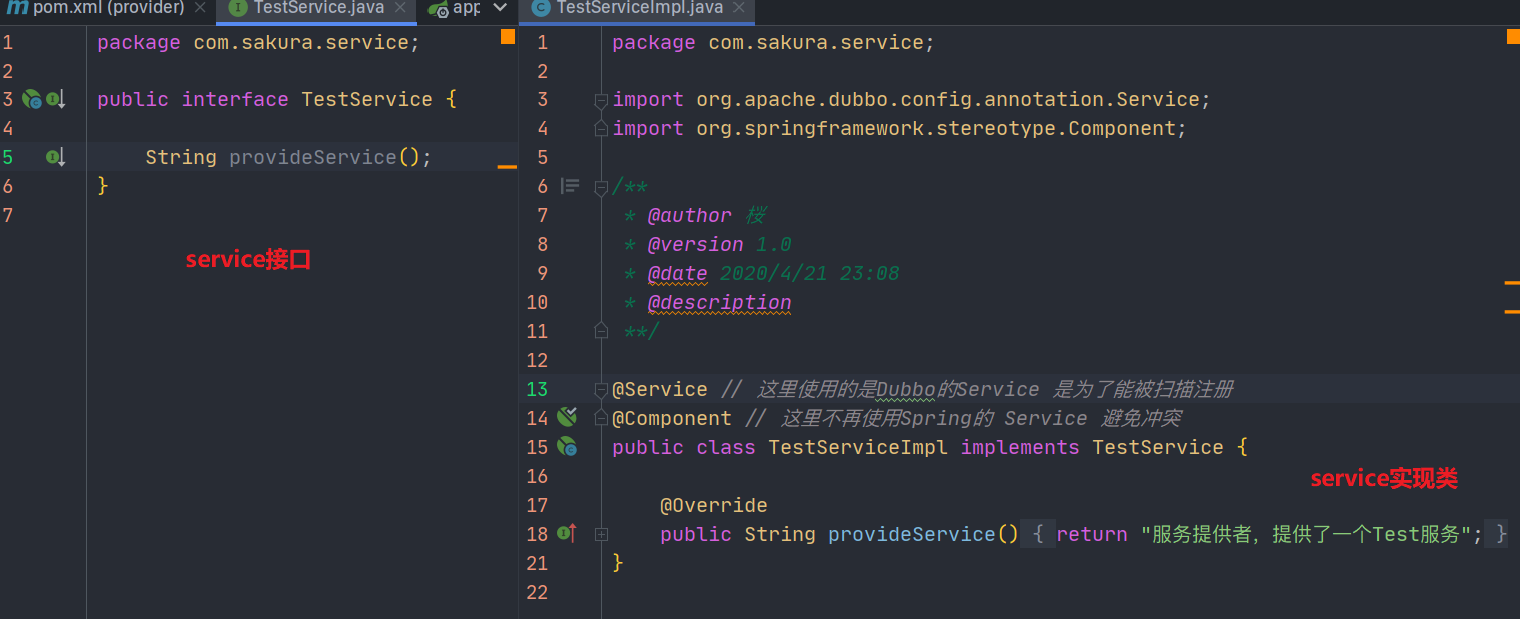 pom.xml (provider) TestService.java app TestServiceImpl.java
1 package com.sakura.service;
2
3 public interface TestService {
4
5 String provideService();
6 }
7
service接口
1 package com.sakura.service;
2
3 import org.apache.dubbo.config.annotation.Service;
4 import org.springframework.stereotype.Component;
5
6 /**
7 * @author 桜
8 * @version 1.0
9 * @date 2020/4/21 23:08
10 * @description
11 **/
12
13 @Service // 这里使用的是Dubbo的Service 是为了能被扫描注册
14 @Component // 这里不再使用Spring的 Service 避免冲突
15 public class TestServiceImpl implements TestService {
16
service实现类
17 @Override
18 public String provideService() { return "服务提供者，提供了一个Test服务"; }
21 }
22